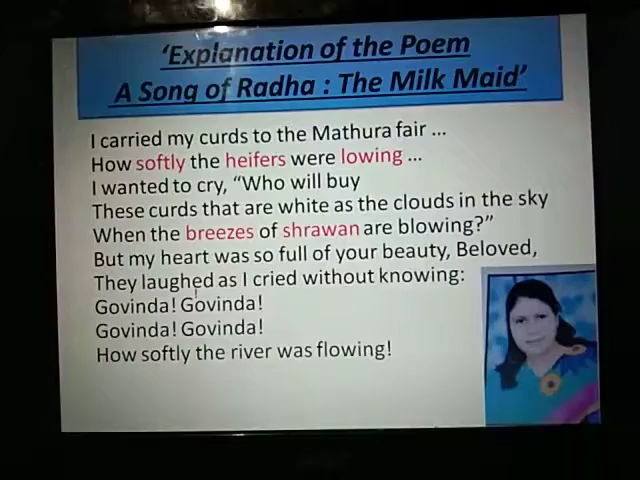 ‘Explanation of the Poem
A Song of Radha : The Milk Maid’
I carried my curds to the Mathura fair ...
How softly the heifers were lowing ...
I wanted to cry, “Who will buy
These curds that are white as the clouds in the sky
When the breezes of shrawan are blowing?”
But my heart was so full of your beauty, Beloved,
They laughed as I cried without knowing:
Govinda! Govinda!
Govinda! Govinda!
How softly the river was flowing!